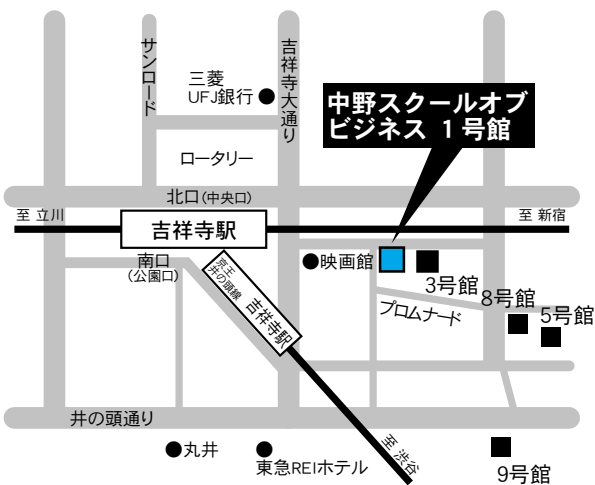 サンロード
三菱
UFJ銀行
吉祥寺大通り
中野スクールオブ
ビジネス 1号館
ロータリー
北口(中央口)
至 立川
吉祥寺駅
至 新宿
南口
(公園口)
京王
井の頭線
吉祥寺駅
映画館
3号館
8号館
5号館
プロムナード
井の頭通り
丸井
東急REIホテル
至 渋谷
9号館